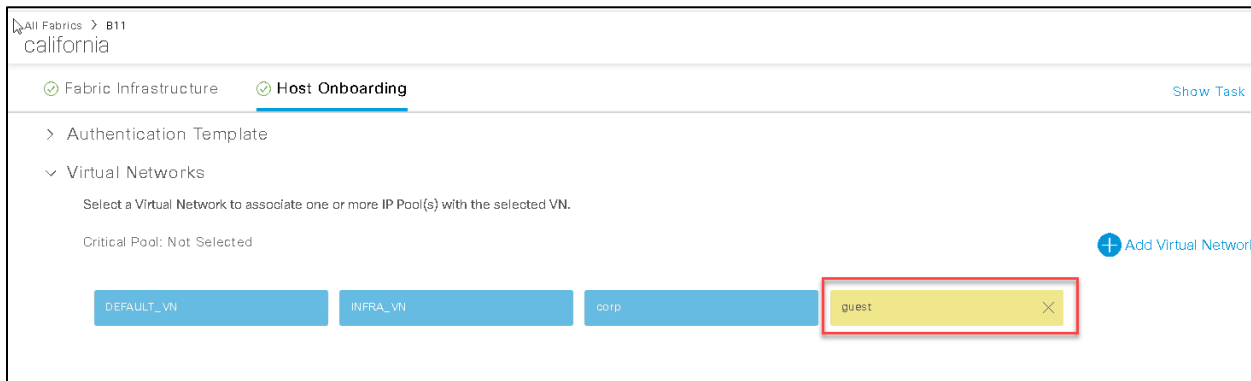 All Fabrics > B11
california
Fabric Infrastructure Host Onboarding Show Task
> Authentication Template
Virtual Networks
Select a Virtual Network to associate one or more IP Pool(s) with the selected VN.
Critical Pool: Not Selected
Add Virtual Network
DEFAULT_VN INFRA_VN corp guest